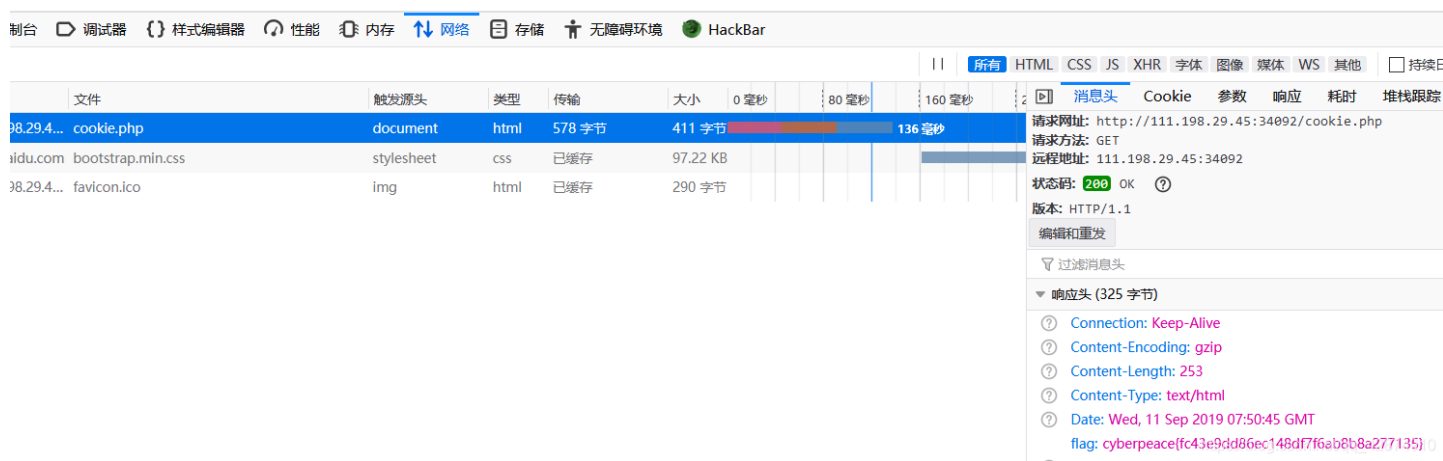 制台 调试器 {} 样式编辑器 性能 内存 网络 存储 无障碍环境 HackBar
所有 HTML CSS JS XHR 字体 图像 媒体 WS 其他 持续日
文件 触发源头 类型 传输 大小 0 毫秒 80 毫秒 160 毫秒 2
98.29.4... cookie.php document html 578 字节 411 字节 136 毫秒
aidu.com bootstrap.min.css stylesheet css 已缓存 97.22 KB
98.29.4... favicon.ico img html 已缓存 290 字节
消息头 Cookie 参数 响应 耗时 堆栈跟踪
请求网址: http://111.198.29.45:34092/cookie.php
请求方法: GET
远程地址: 111.198.29.45:34092
状态码: 200 OK
版本: HTTP/1.1
编辑和重发
过滤消息头
响应头 (325 字节)
Connection: Keep-Alive
Content-Encoding: gzip
Content-Length: 253
Content-Type: text/html
Date: Wed, 11 Sep 2019 07:50:45 GMT
flag: cyberpeace{fc43e9dd86ec148df7f6ab8b8a277135}